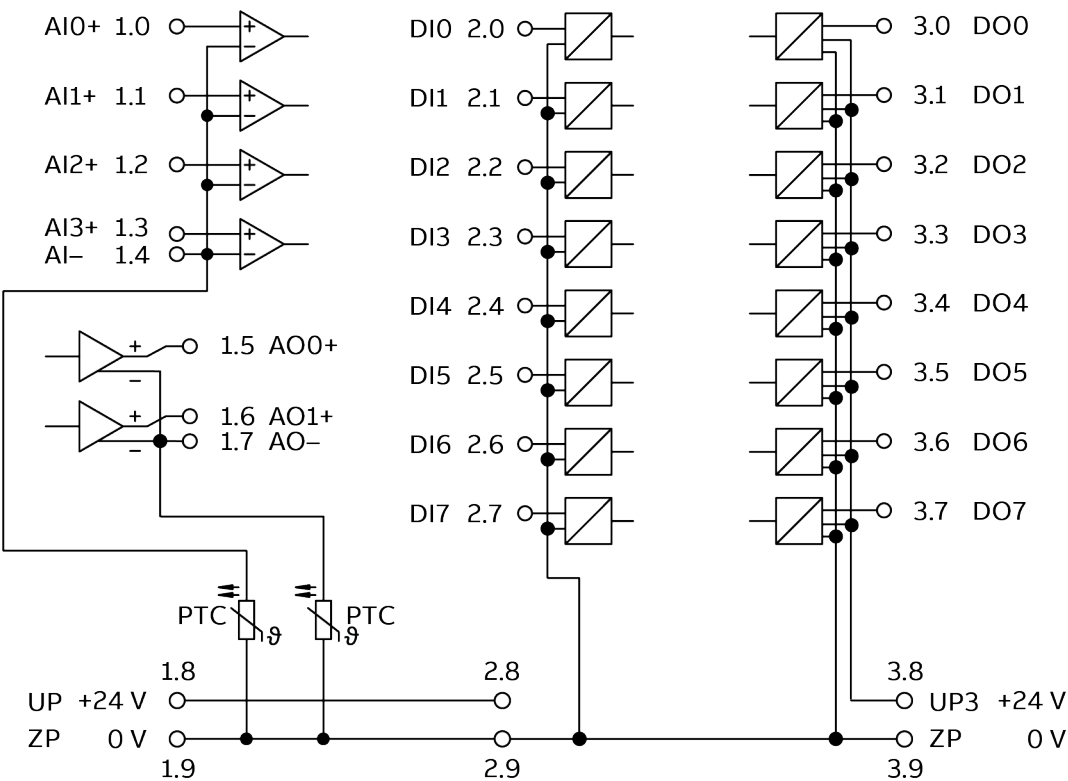 AI0+ 1.0
AI1+ 1.1
AI2+ 1.2
AI3+ 1.3
AI− 1.4
+
−
+
−
+
−
+
−
+
−
1.5 AO0+
+
−
1.6 AO1+
1.7 AO−
DI0 2.0
DI1 2.1
DI2 2.2
DI3 2.3
DI4 2.4
DI5 2.5
DI6 2.6
DI7 2.7
3.0 DO0
3.1 DO1
3.2 DO2
3.3 DO3
3.4 DO4
3.5 DO5
3.6 DO6
3.7 DO7
PTC
ϑ
PTC
ϑ
1.8
2.8
3.8
UP +24 V
UP3 +24 V
ZP 0 V
ZP 0 V
1.9
2.9
3.9